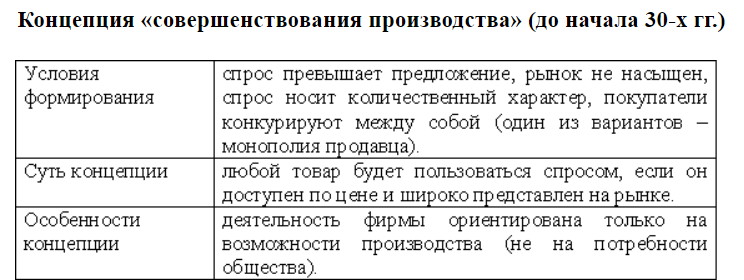 Концепция «совершенствования производства» (до начала 30-х гг.)
Условия формирования
спрос превышает предложение, рынок не насыщен,
спрос носит количественный характер, покупатели
конкурируют между собой (один из вариантов –
монополия продавца).
Суть концепции
любой товар будет пользоваться спросом, если он
доступен по цене и широко представлен на рынке.
Особенности
концепции
деятельность фирмы ориентирована только на
возможности производства (не на потребности
общества).